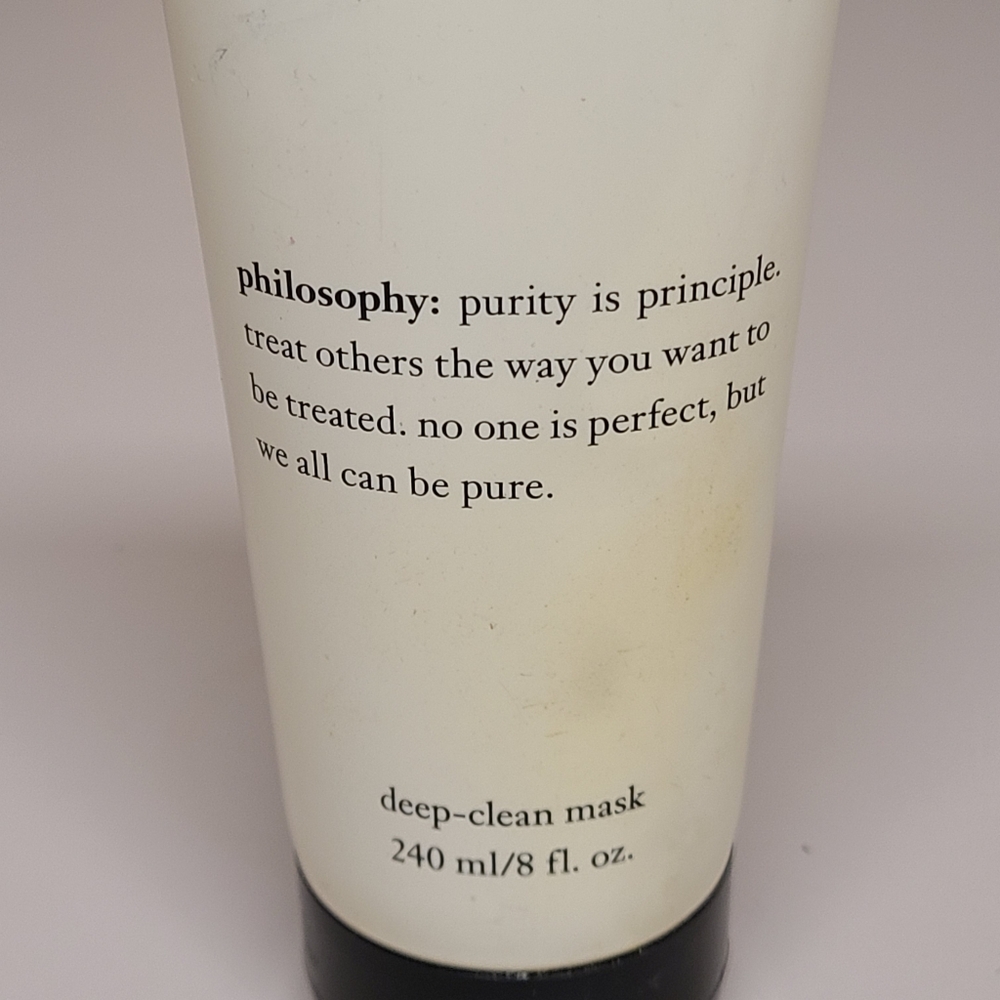 philosophy: purity is principle.
treat others the way you want to
be treated. no one is perfect, but
we all can be pure.
deep-clean mask
240 ml/8 fl. oz.